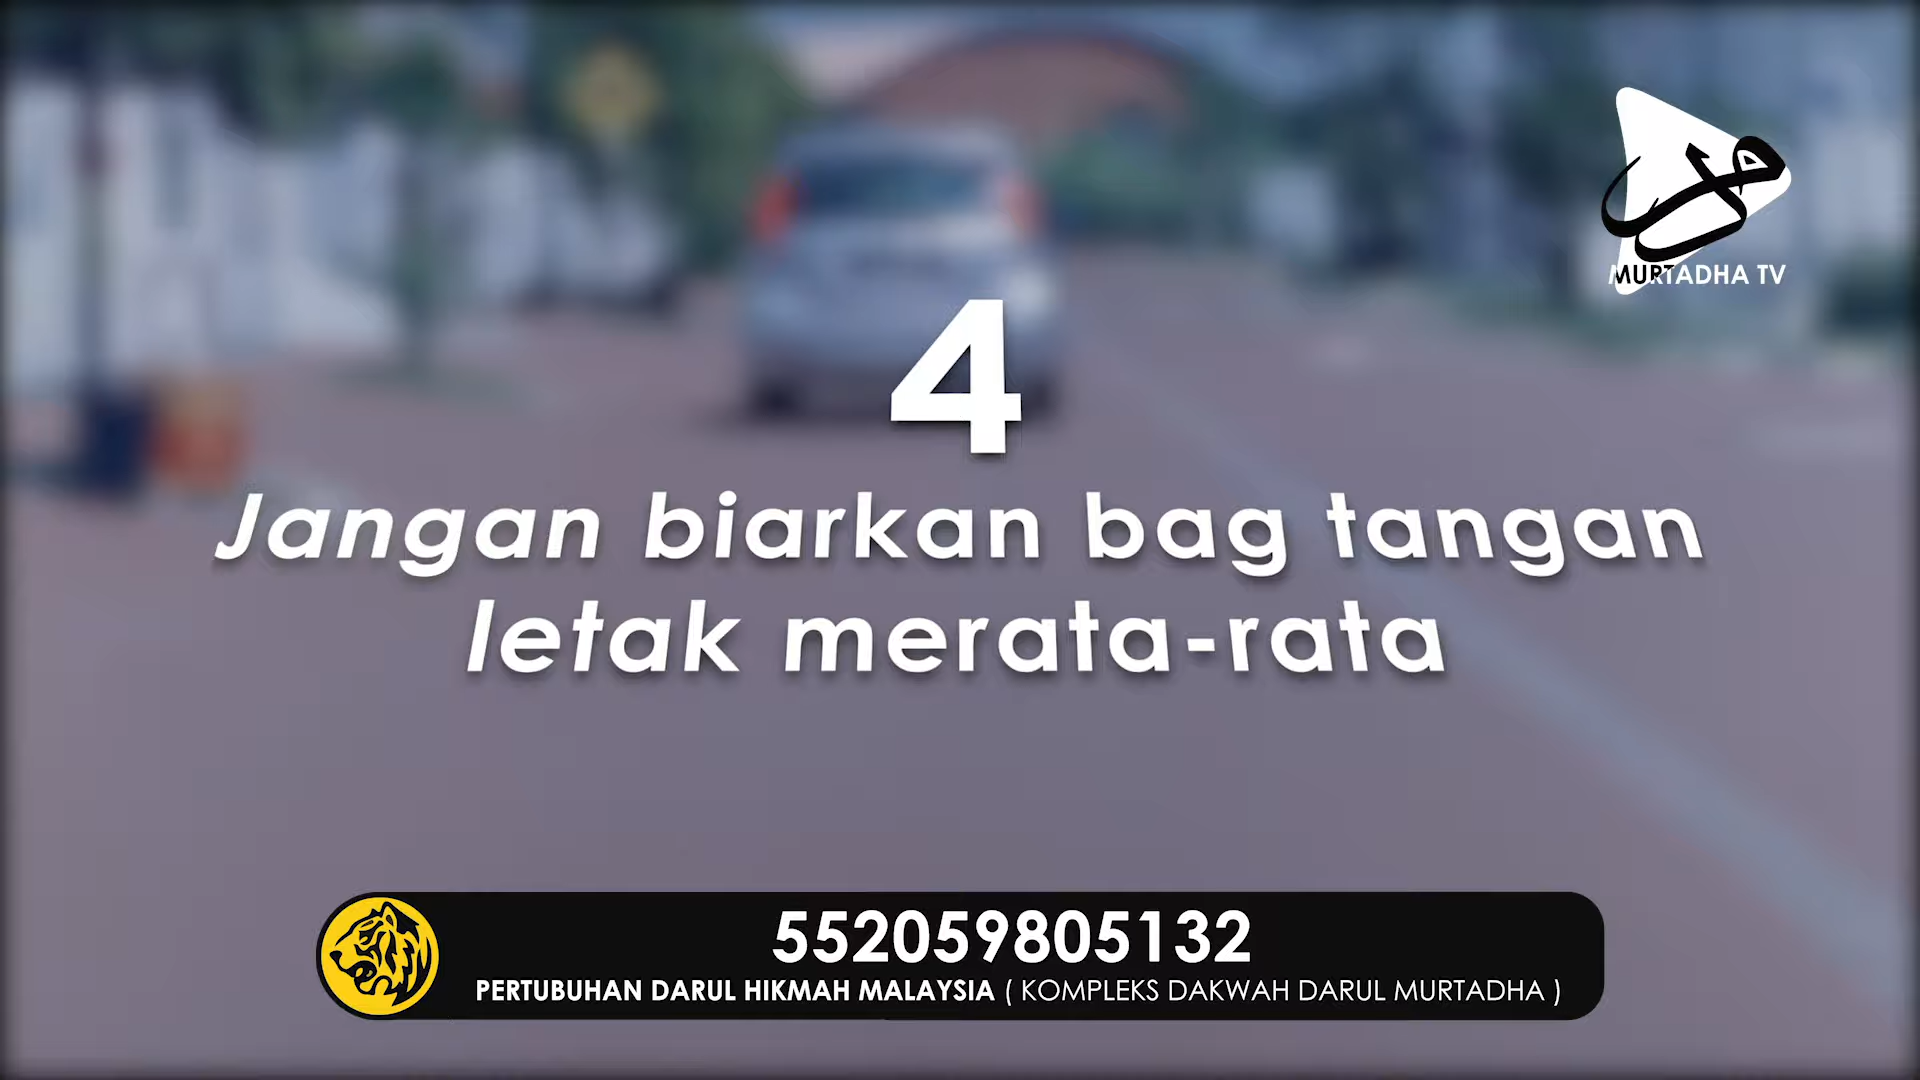 MURTADHA TV
4
Jangan biarkan bag tangan
letak merata-rata
552059805132
PERTUBUHAN DARUL HIKMAH MALAYSIA ( KOMPLEKS DAKWAH DARUL MURTADHA )